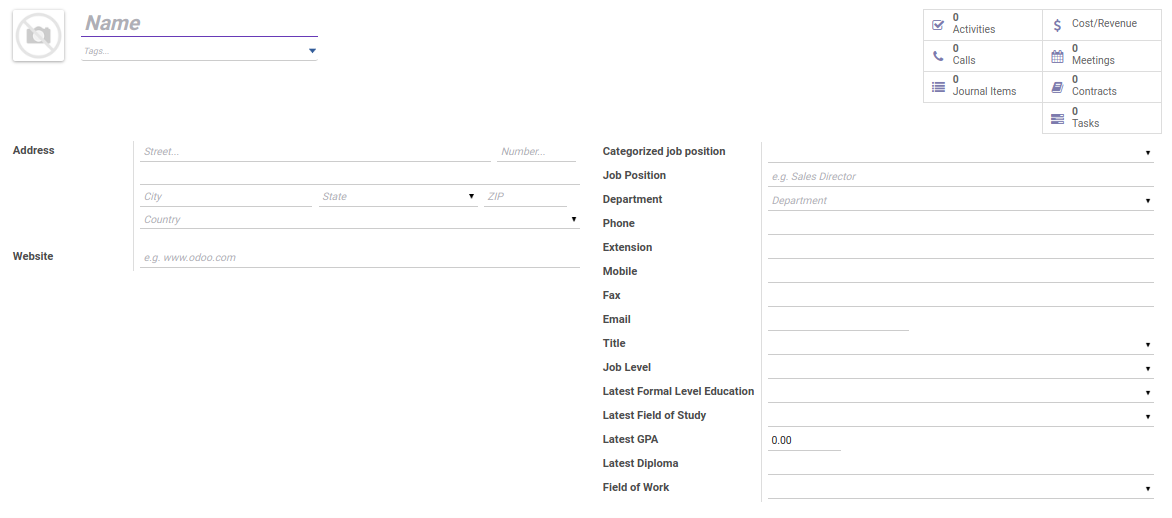 Name
Tags...
0
Activities
Cost/Revenue
0
Calls
0
Meetings
0
Journal Items
0
Contracts
0
Tasks
Address
Street...
Number...
City
State
ZIP
Country
Website
e.g. www.odoo.com
Categorized job position
Job Position
e.g. Sales Director
Department
Department
Phone
Extension
Mobile
Fax
Email
Title
Job Level
Latest Formal Level Education
Latest Field of Study
Latest GPA
0.00
Latest Diploma
Field of Work